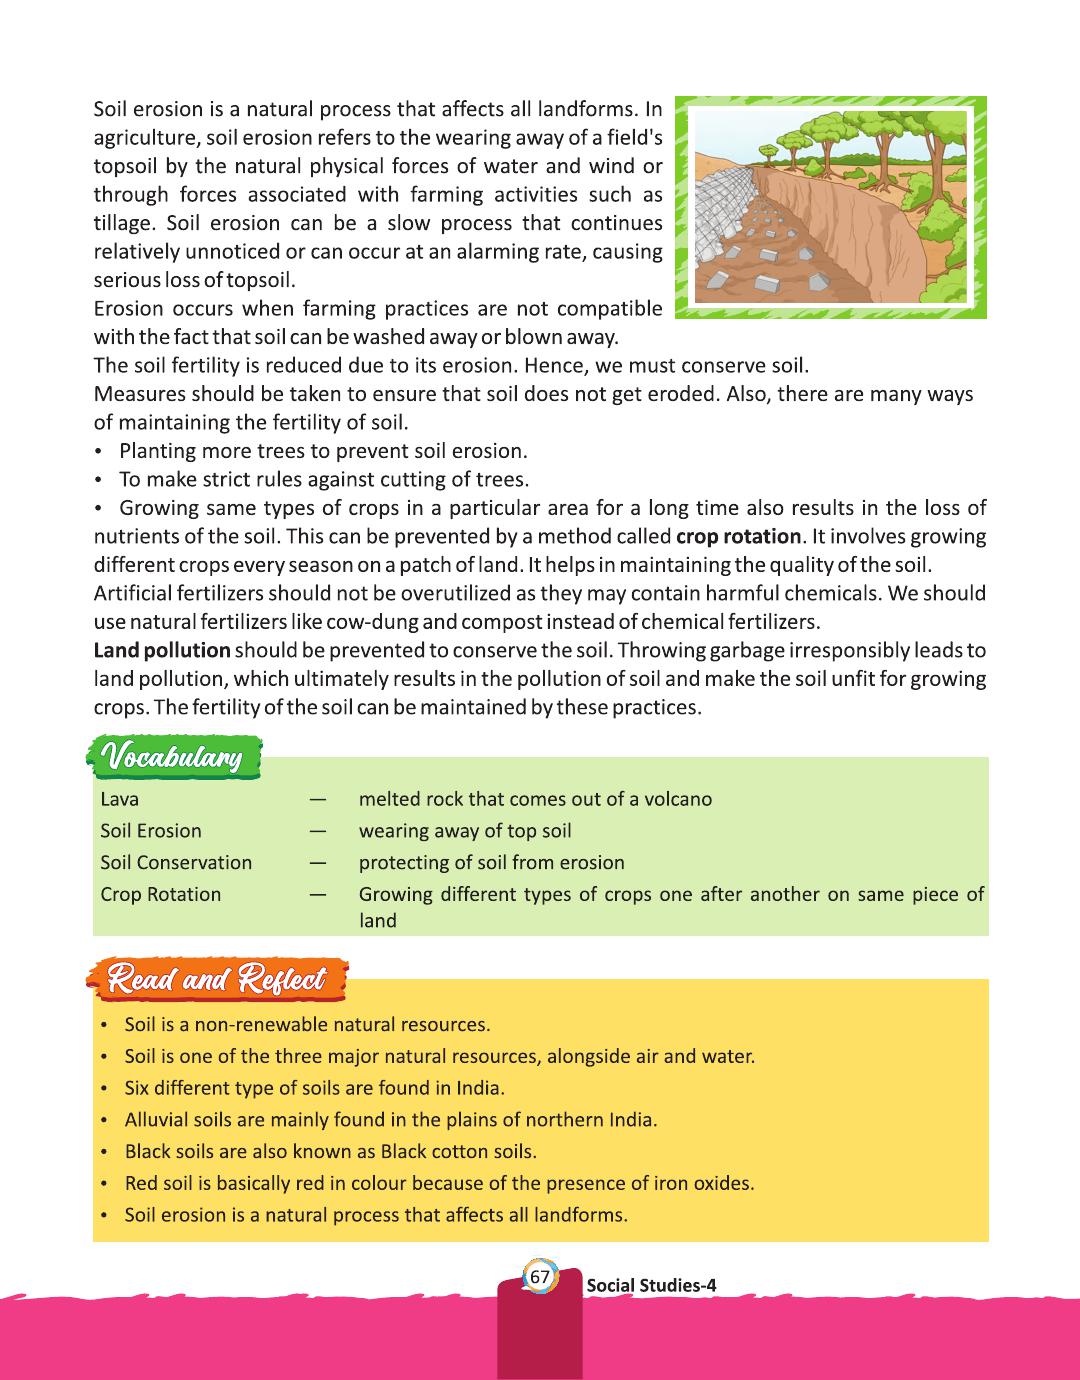 Soil erosion is a natural process that affects all landforms. In
agriculture, soil erosion refers to the wearing away of a field's
topsoil by the natural physical forces of water and wind or
through forces associated with farming activities such as
tillage. Soil erosion can be a slow process that continues
relatively unnoticed or can occur at an alarming rate, causing
serious loss of topsoil.
Erosion occurs when farming practices are not compatible
with the fact that soil can be washed away or blown away.
The soil fertility is reduced due to its erosion. Hence, we must conserve soil.
Measures should be taken to ensure that soil does not get eroded. Also, there are many ways
of maintaining the fertility of soil.
• Planting more trees to prevent soil erosion.
• To make strict rules against cutting of trees.
• Growing same types of crops in a particular area for a long time also results in the loss of
nutrients of the soil. This can be prevented by a method called crop rotation. It involves growing
different crops every season on a patch of land. It helps in maintaining the quality of the soil.
Artificial fertilizers should not be overutilized as they may contain harmful chemicals. We should
use natural fertilizers like cow-dung and compost instead of chemical fertilizers.
Land pollution should be prevented to conserve the soil. Throwing garbage irresponsibly leads to
land pollution, which ultimately results in the pollution of soil and make the soil unfit for growing
crops. The fertility of the soil can be maintained by these practices.
Vocabulary
Lava — melted rock that comes out of a volcano
Soil Erosion — wearing away of top soil
Soil Conservation — protecting of soil from erosion
Crop Rotation — Growing different types of crops one after another on same piece of
land
Read and Reflect
• Soil is a non-renewable natural resources.
• Soil is one of the three major natural resources, alongside air and water.
• Six different type of soils are found in India.
• Alluvial soils are mainly found in the plains of northern India.
• Black soils are also known as Black cotton soils.
• Red soil is basically red in colour because of the presence of iron oxides.
• Soil erosion is a natural process that affects all landforms.
67
Social Studies-4